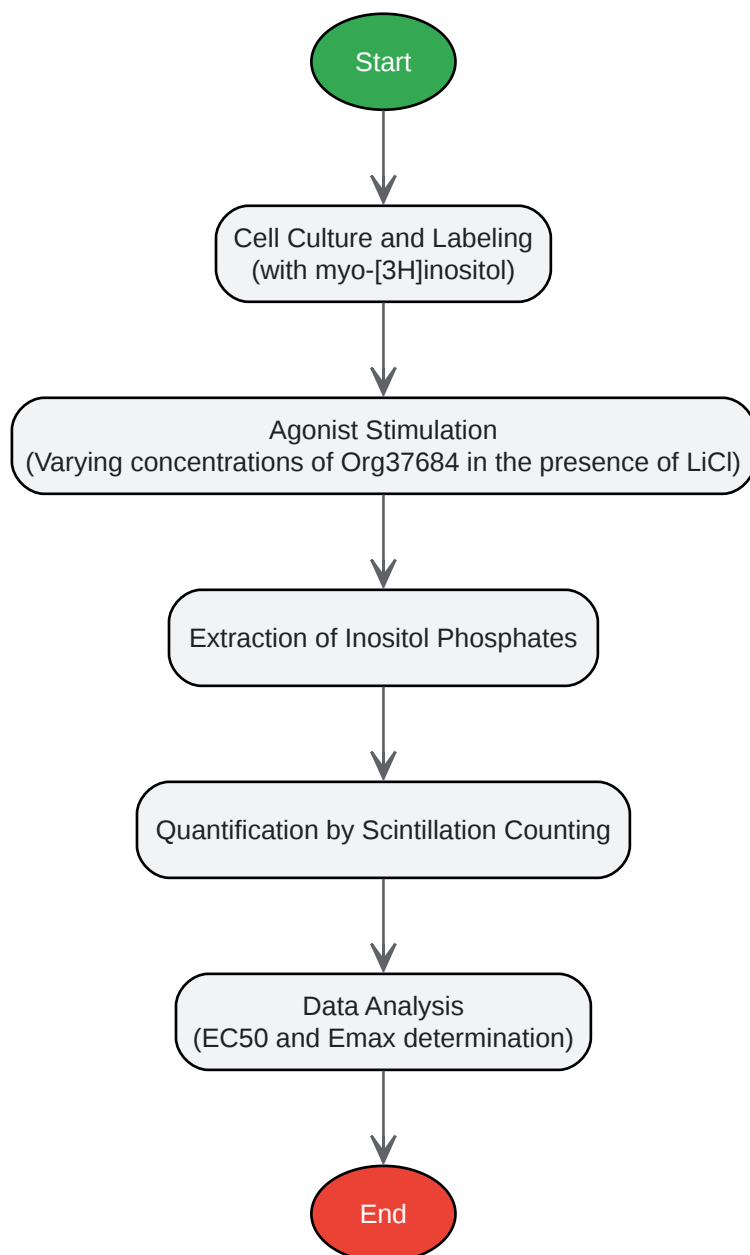 Start
Cell Culture and Labeling
(with myo-[3H]inositol)
Agonist Stimulation
(Varying concentrations of Org37684 in the presence of LiCl)
Extraction of Inositol Phosphates
Quantification by Scintillation Counting
Data Analysis
(EC50 and Emax determination)
End